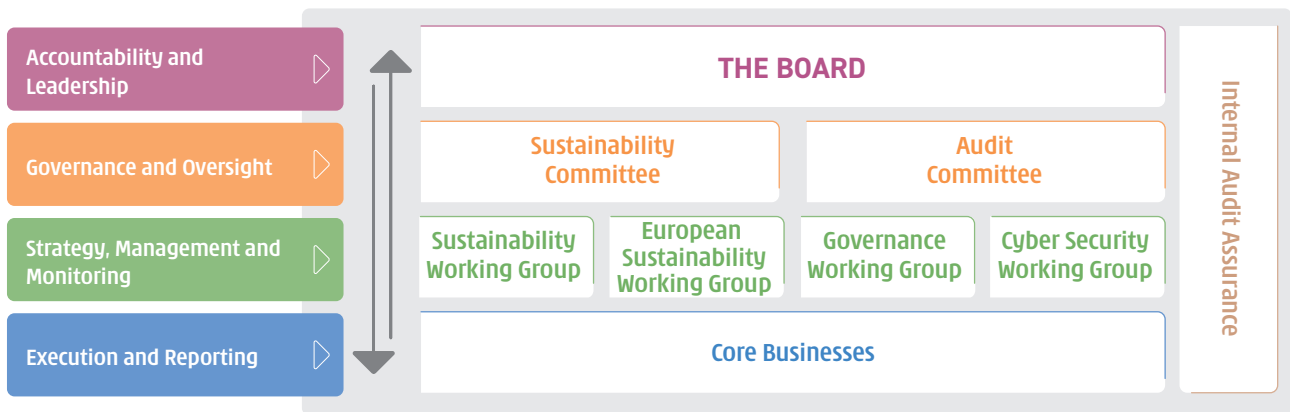 Accountability and
Leadership
THE BOARD
Governance and Oversight
Sustainability
Committee
Audit
Committee
Strategy, Management and
Monitoring
Sustainability
Working Group
European
Sustainability
Working Group
Governance
Working Group
Cyber Security
Working Group
Execution and Reporting
Core Businesses
Internal Audit Assurance